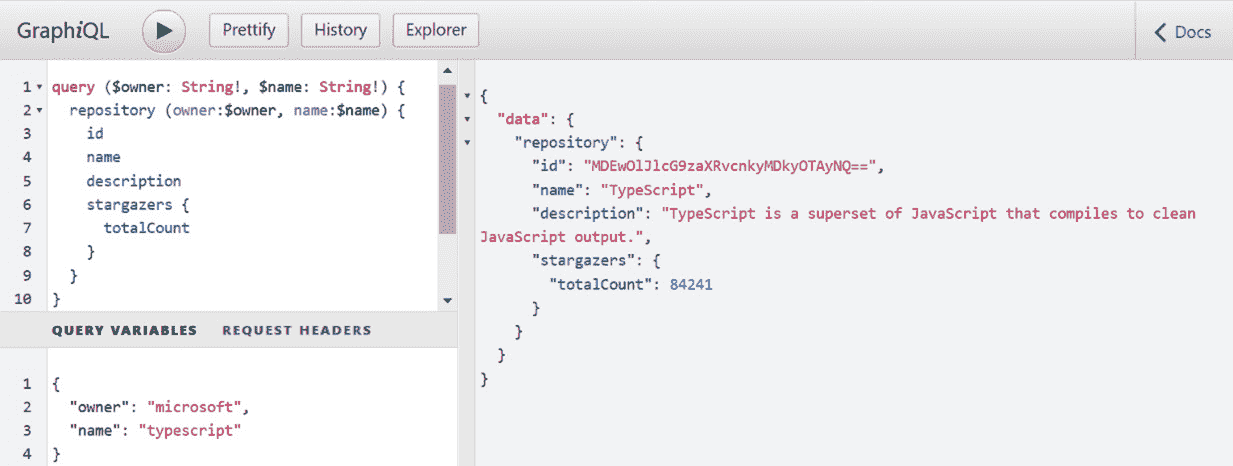 GraphiQL
Prettify
History
Explorer
Docs
1 query ($owner: String!, $name: String!) {
2   repository (owner:$owner, name:$name) {
3     id
4     name
5     description
6     stargazers {
7       totalCount
8     }
9   }
10 }
QUERY VARIABLES REQUEST HEADERS
1 {
2   "owner": "microsoft",
3   "name": "typescript"
4 }
{
  "data": {
    "repository": {
      "id": "MDEwOlJlcG9zaXRvcnkyMDkyOTAyNQ==",
      "name": "TypeScript",
      "description": "TypeScript is a superset of JavaScript that compiles to clean
JavaScript output.",
      "stargazers": {
        "totalCount": 84241
      }
    }
  }
}